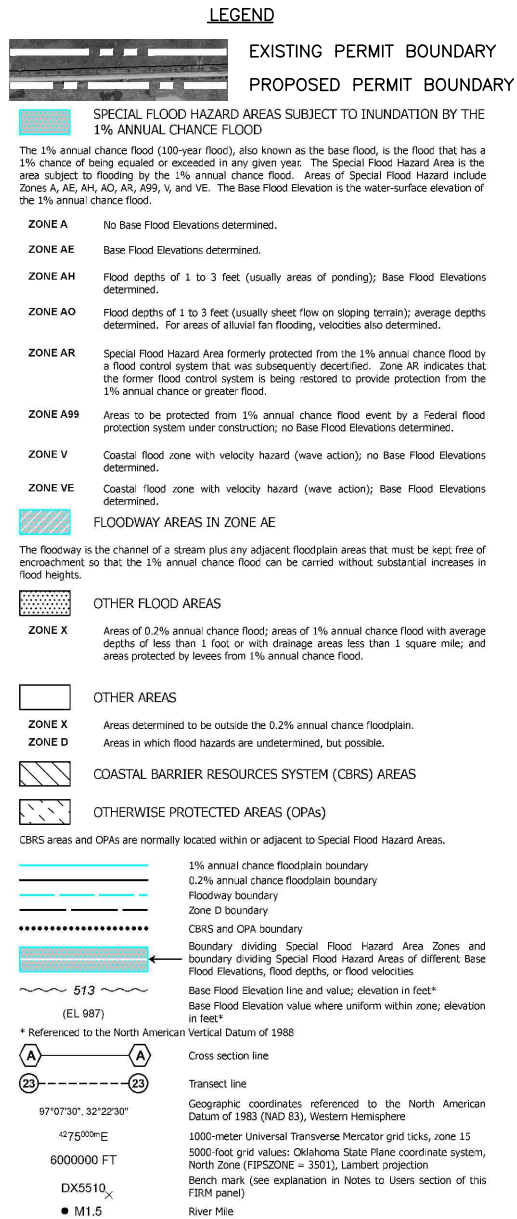 LEGEND
EXISTING PERMIT BOUNDARY
PROPOSED PERMIT BOUNDARY
SPECIAL FLOOD HAZARD AREAS SUBJECT TO INUNDATION BY THE
1% ANNUAL CHANCE FLOOD
The 1% annual chance flood (100-year flood), also known as the base flood, is the flood that has a
1% chance of being equaled or exceeded in any given year. The Special Flood Hazard Area is the
area subject to flooding by the 1% annual chance flood. Areas of Special Flood Hazard include
Zones A, AE, AH, AO, AR, A99, V, and VE. The Base Flood Elevation is the water-surface elevation of
the 1% annual chance flood.
ZONE A No Base Flood Elevations determined.
ZONE AE Base Flood Elevations determined.
ZONE AH Flood depths of 1 to 3 feet (usually areas of ponding); Base Flood Elevations
determined.
ZONE AO Flood depths of 1 to 3 feet (usually sheet flow on sloping terrain); average depths
determined. For areas of alluvial fan flooding, velocities also determined.
ZONE AR Special Flood Hazard Area formerly protected from the 1% annual chance flood by
a flood control system that was subsequently decertified. Zone AR indicates that
the former flood control system is being restored to provide protection from the
1% annual chance or greater flood.
ZONE A99 Areas to be protected from 1% annual chance flood event by a Federal flood
protection system under construction; no Base Flood Elevations determined.
ZONE V Coastal flood zone with velocity hazard (wave action); no Base Flood Elevations
determined.
ZONE VE Coastal flood zone with velocity hazard (wave action); Base Flood Elevations
determined.
FLOODWAY AREAS IN ZONE AE
The floodway is the channel of a stream plus any adjacent floodplain areas that must be kept free of
encroachment so that the 1% annual chance flood can be carried without substantial increases in
flood heights.
OTHER FLOOD AREAS
ZONE X Areas of 0.2% annual chance flood; areas of 1% annual chance flood with average
depths of less than 1 foot or with drainage areas less than 1 square mile; and
areas protected by levees from 1% annual chance flood.
OTHER AREAS
ZONE X Areas determined to be outside the 0.2% annual chance floodplain.
ZONE D Areas in which flood hazards are undetermined, but possible.
COASTAL BARRIER RESOURCES SYSTEM (CBRS) AREAS
OTHERWISE PROTECTED AREAS (OPAs)
CBRS areas and OPAs are normally located within or adjacent to Special Flood Hazard Areas.
1% annual chance floodplain boundary
0.2% annual chance floodplain boundary
Floodway boundary
Zone D boundary
CBRS and OPA boundary
Boundary dividing Special Flood Hazard Area Zones and
boundary dividing Special Flood Hazard Areas of different Base
Flood Elevations, flood depths, or flood velocities
513 Base Flood Elevation line and value; elevation in feet*
(EL 987) Base Flood Elevation value where uniform within zone; elevation
in feet*
* Referenced to the North American Vertical Datum of 1988
A A Cross section line
23 23 Transect line
97°07'30", 32°22'30" Geographic coordinates referenced to the North American
Datum of 1983 (NAD 83), Western Hemisphere
4275000mE 1000-meter Universal Transverse Mercator grid ticks, zone 15
6000000 FT 5000-foot grid values: Oklahoma State Plane coordinate system,
North Zone (FIPSZONE = 3501), Lambert projection
DX5510 Bench mark (see explanation in Notes to Users section of this
FIRM panel)
M1.5 River Mile